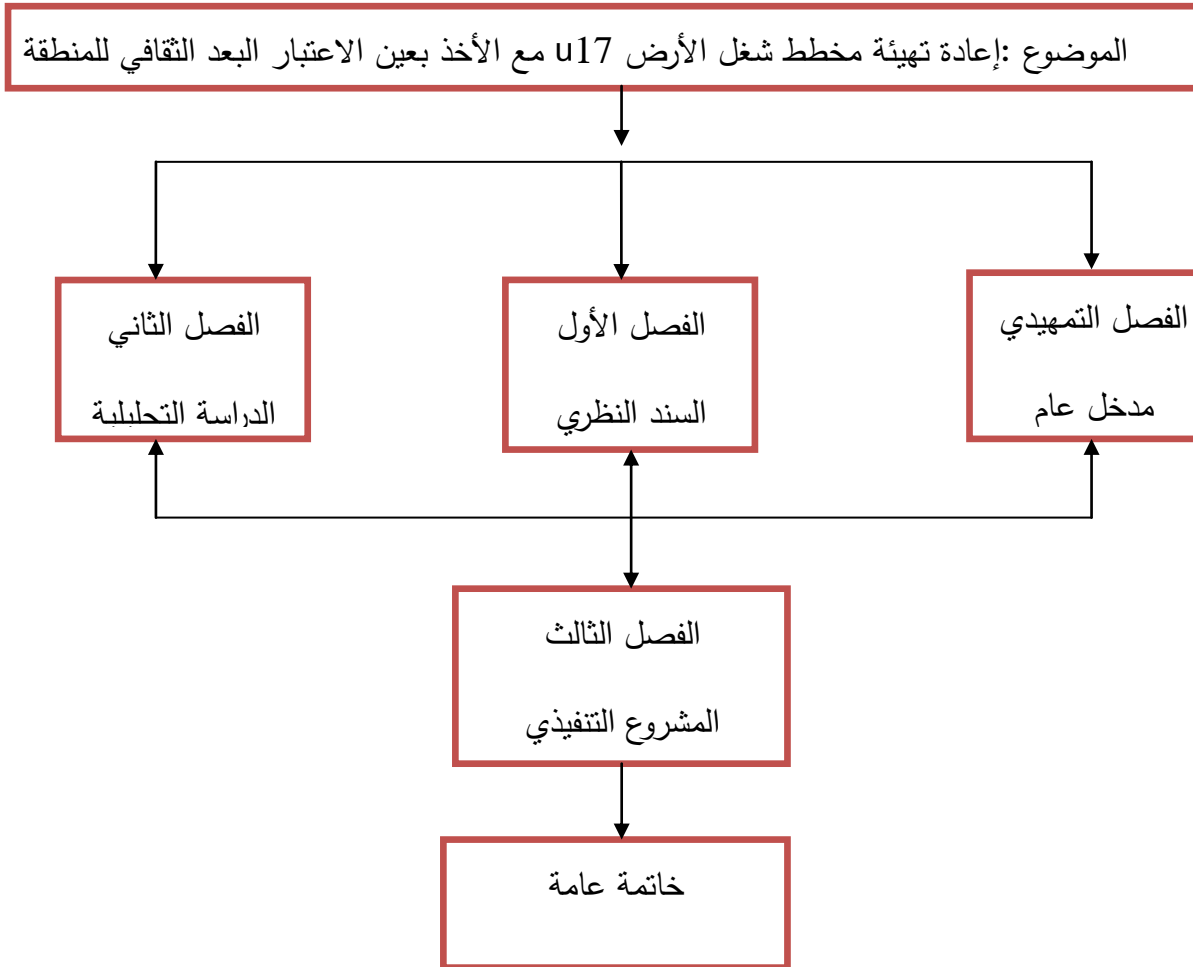 الموضوع :إعادة تهيئة مخطط شغل الأرض u17 مع الأخذ بعين الاعتبار البعد الثقافي للمنطقة
الفصل التمهيدي
مدخل عام
الفصل الأول
السند النظري
الفصل الثاني
الدراسة التحليلية
الفصل الثالث
المشروع التنفيذي
خاتمة عامة